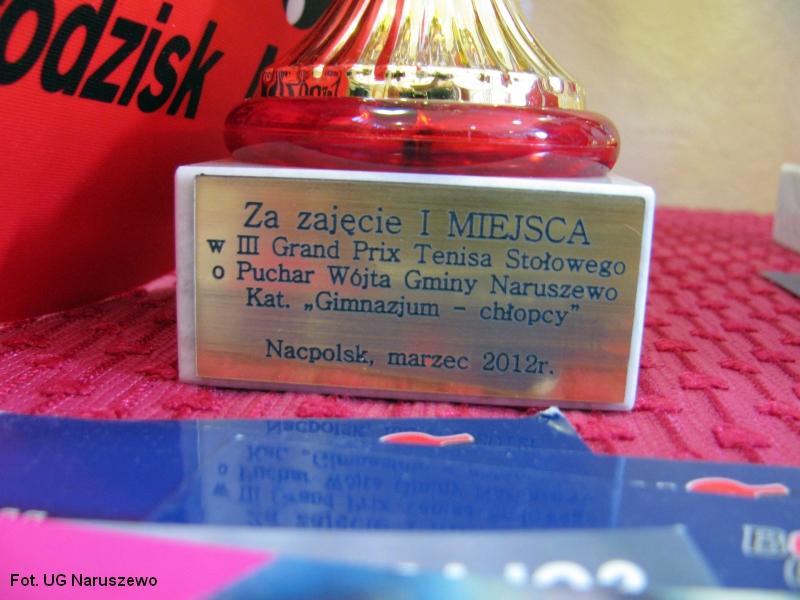 odzisk
Za zajęcie I MIEJSCA
w III Grand Prix Tenisa Stołowego
o Puchar Wójta Gminy Naruszewo
Kat. „Gimnazjum – chłopcy”
Nacpolsk, marzec 2012r.
Fot. UG Naruszewo